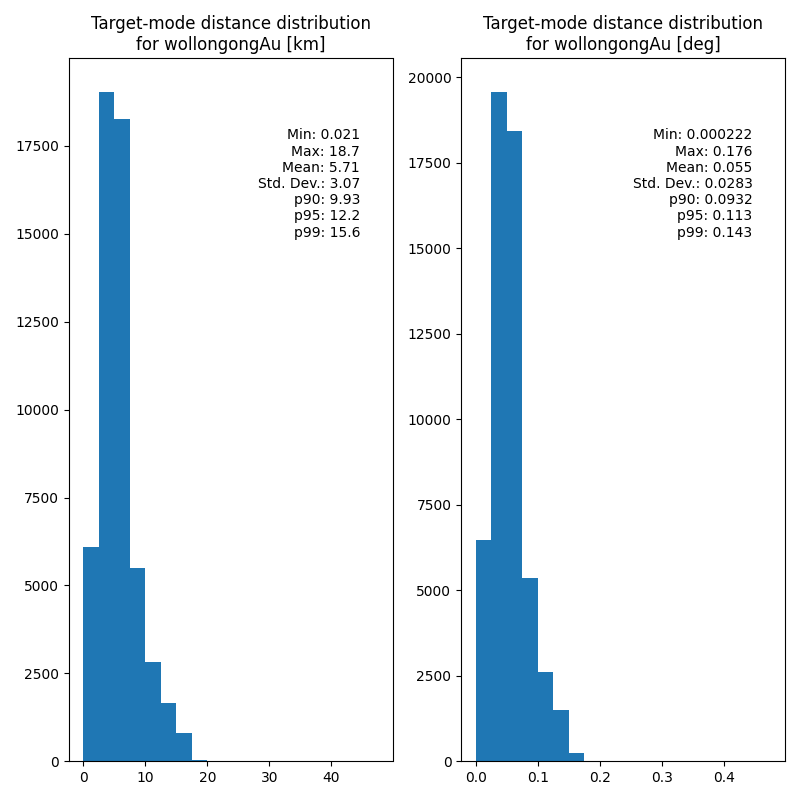 Target-mode distance distribution
for wollongongAu [km]
Min: 0.021
Max: 18.7
Mean: 5.71
Std. Dev.: 3.07
p90: 9.93
p95: 12.2
p99: 15.6
17500
15000
12500
10000
7500
5000
2500
0
0 10 20 30 40
Target-mode distance distribution
for wollongongAu [deg]
Min: 0.000222
Max: 0.176
Mean: 0.055
Std. Dev.: 0.0283
p90: 0.0932
p95: 0.113
p99: 0.143
20000
17500
15000
12500
10000
7500
5000
2500
0
0.0 0.1 0.2 0.3 0.4